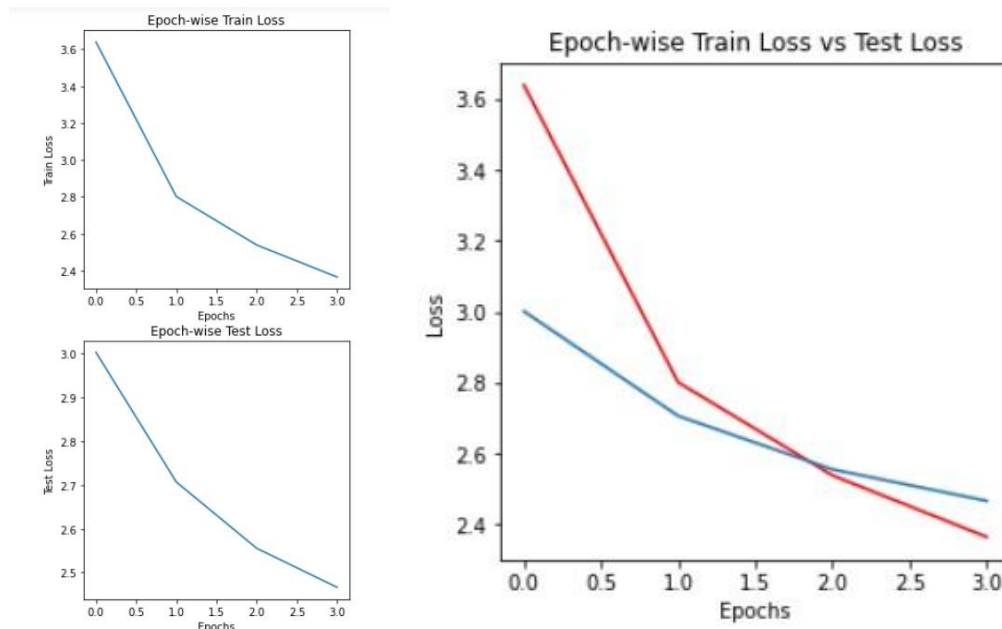 Epoch-wise Train Loss
3.6
3.4
3.2
3.0
2.8
2.6
2.4
Train Loss
0.0 0.5 1.0 1.5 2.0 2.5 3.0
Epochs
Epoch-wise Test Loss
3.0
2.9
2.8
2.7
2.6
2.5
Test Loss
0.0 0.5 1.0 1.5 2.0 2.5 3.0
Epochs
Epoch-wise Train Loss vs Test Loss
3.6
3.4
3.2
3.0
2.8
2.6
2.4
Loss
0.0 0.5 1.0 1.5 2.0 2.5 3.0
Epochs